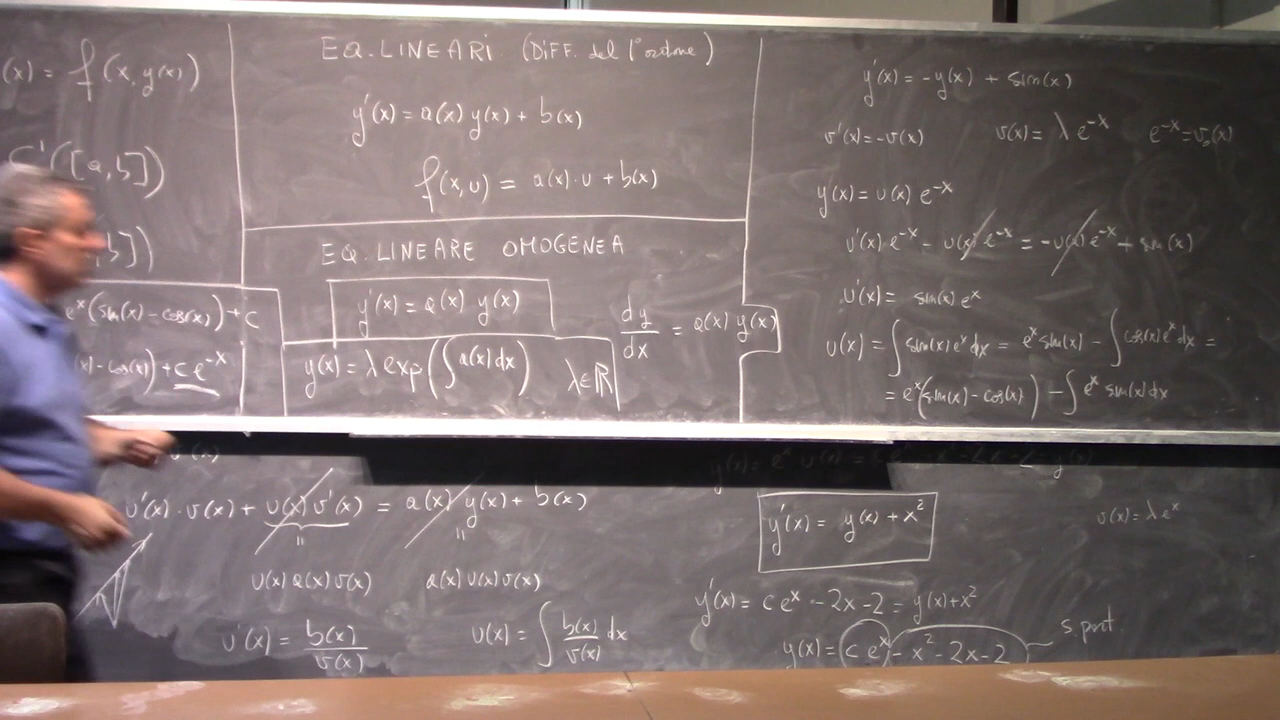 (x) = f(x, y(x))
C'([a,b])
b])
e^x(sin(x) - cos(x)) + c
x) - cos(x)) + c e^-x
EQ. LINEARI (DIFF. del 1° ordine)
y'(x) = a(x) y(x) + b(x)
f(x,u) = a(x)·u + b(x)
EQ. LINEARE OMOGENEA
y'(x) = a(x) y(x)
dy/dx = a(x) y(x)
y(x) = λ exp(∫ a(x) dx) λ∈ℝ
y'(x) = -y(x) + sin(x)
v'(x) = -v(x) v(x) = λ e^-x e^-x = v₀(x)
y(x) = u(x) e^-x
u'(x) e^-x - u(x) e^-x = -u(x) e^-x + sin(x)
u'(x) = sin(x) e^x
u(x) = ∫ sin(x) e^x dx = e^x sin(x) - ∫ cos(x) e^x dx =
= e^x(sin(x) - cos(x)) - ∫ e^x sin(x) dx
u'(x)·v(x) + u(x) v'(x) = a(x) y(x) + b(x)
u(x) a(x) v(x) a(x) u(x) v(x)
u'(x) = b(x)/v(x) u(x) = ∫ b(x)/v(x) dx
y'(x) = y(x) + x² v(x) = λ e^x
y'(x) = c e^x - 2x - 2 = y(x) + x²
y(x) = c e^x - x² - 2x - 2 s. part.